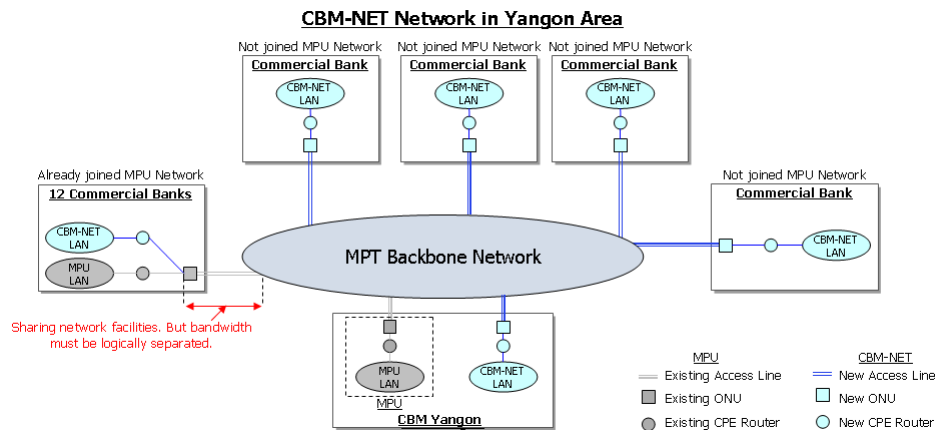 CBM-NET Network in Yangon Area
Not joined MPU Network
Commercial Bank
CBM-NET
LAN
Not joined MPU Network
Commercial Bank
CBM-NET
LAN
Not joined MPU Network
Commercial Bank
CBM-NET
LAN
Already joined MPU Network
12 Commercial Banks
CBM-NET
LAN
MPU
LAN
Not joined MPU Network
Commercial Bank
CBM-NET
LAN
MPT Backbone Network
Sharing network facilities. But bandwidth
must be logically separated.
MPU
LAN
MPU
CBM-NET
LAN
CBM Yangon
MPU
Existing Access Line
Existing ONU
Existing CPE Router
CBM-NET
New Access Line
New ONU
New CPE Router